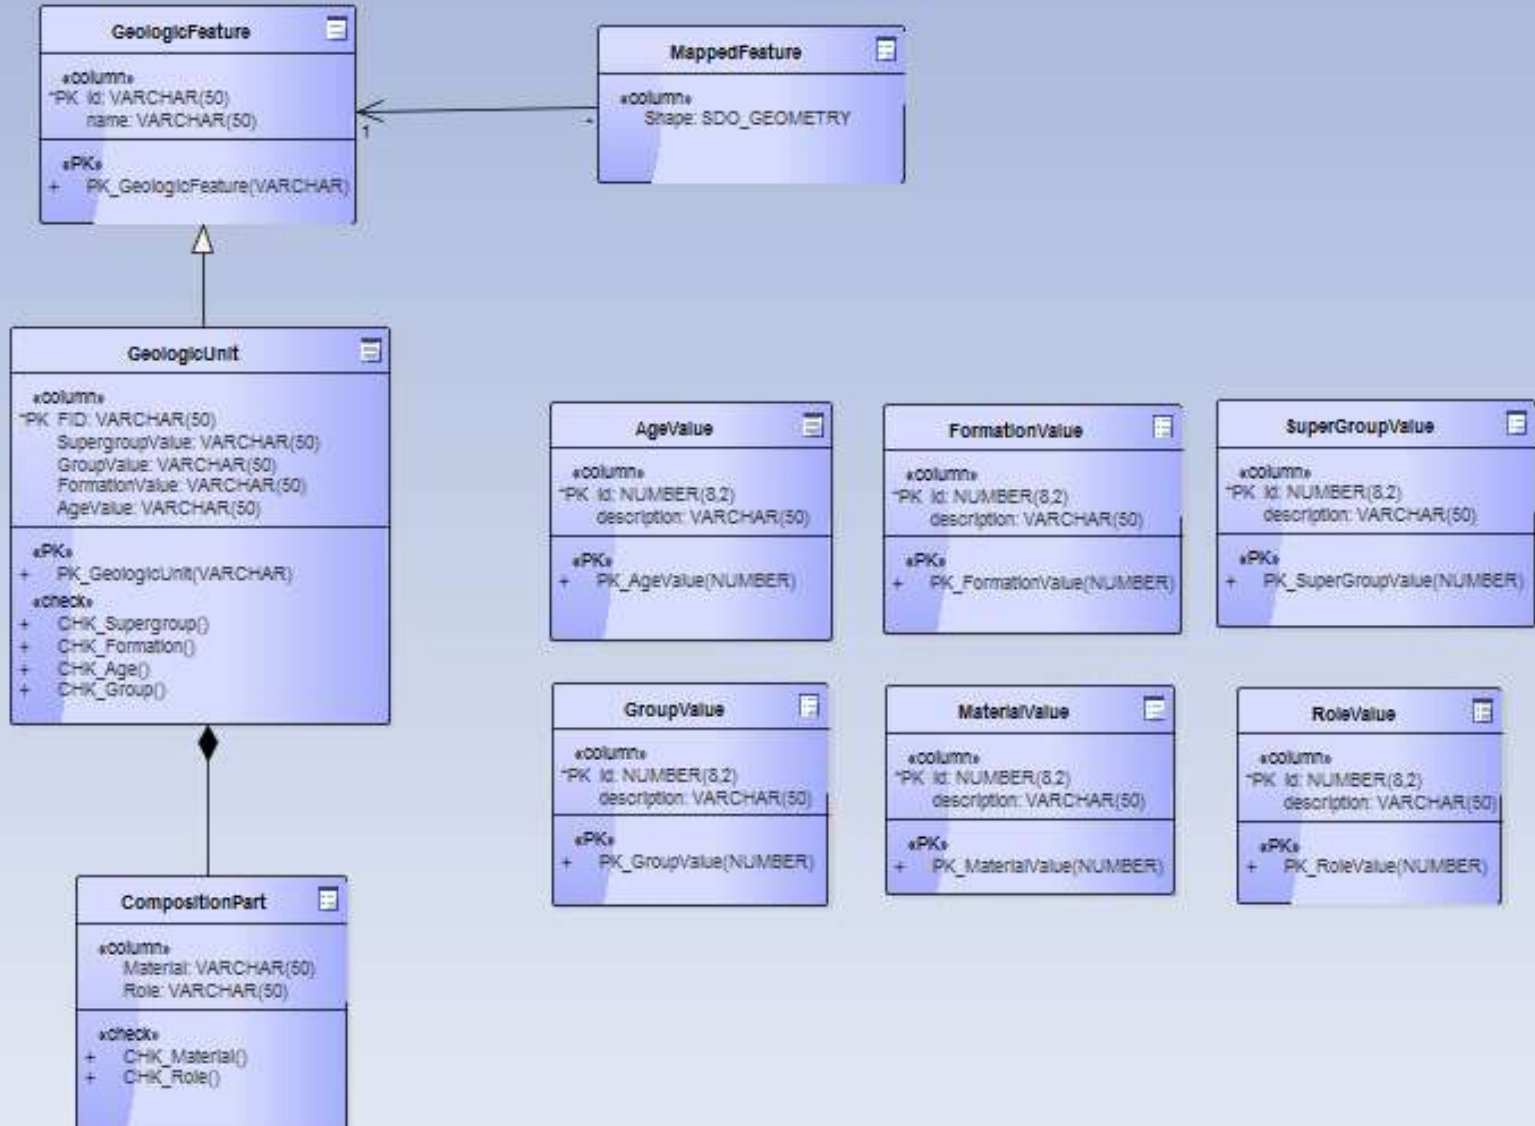 GeologicFeature
«column»
*PK Id: VARCHAR(50)
name: VARCHAR(50)
«PK»
+ PK_GeologicFeature(VARCHAR)
1
*
MappedFeature
«column»
Shape: SDO_GEOMETRY
GeologicUnit
«column»
*PK FID: VARCHAR(50)
SupergroupValue: VARCHAR(50)
GroupValue: VARCHAR(50)
FormationValue: VARCHAR(50)
AgeValue: VARCHAR(50)
«PK»
+ PK_GeologicUnit(VARCHAR)
«check»
+ CHK_Supergroup()
+ CHK_Formation()
+ CHK_Age()
+ CHK_Group()
AgeValue
«column»
*PK Id: NUMBER(8,2)
description: VARCHAR(50)
«PK»
+ PK_AgeValue(NUMBER)
FormationValue
«column»
*PK Id: NUMBER(8,2)
description: VARCHAR(50)
«PK»
+ PK_FormationValue(NUMBER)
SuperGroupValue
«column»
*PK Id: NUMBER(8,2)
description: VARCHAR(50)
«PK»
+ PK_SuperGroupValue(NUMBER)
GroupValue
«column»
*PK Id: NUMBER(8,2)
description: VARCHAR(50)
«PK»
+ PK_GroupValue(NUMBER)
MaterialValue
«column»
*PK Id: NUMBER(8,2)
description: VARCHAR(50)
«PK»
+ PK_MaterialValue(NUMBER)
RoleValue
«column»
*PK Id: NUMBER(8,2)
description: VARCHAR(50)
«PK»
+ PK_RoleValue(NUMBER)
CompositionPart
«column»
Material: VARCHAR(50)
Role: VARCHAR(50)
«check»
+ CHK_Material()
+ CHK_Role()